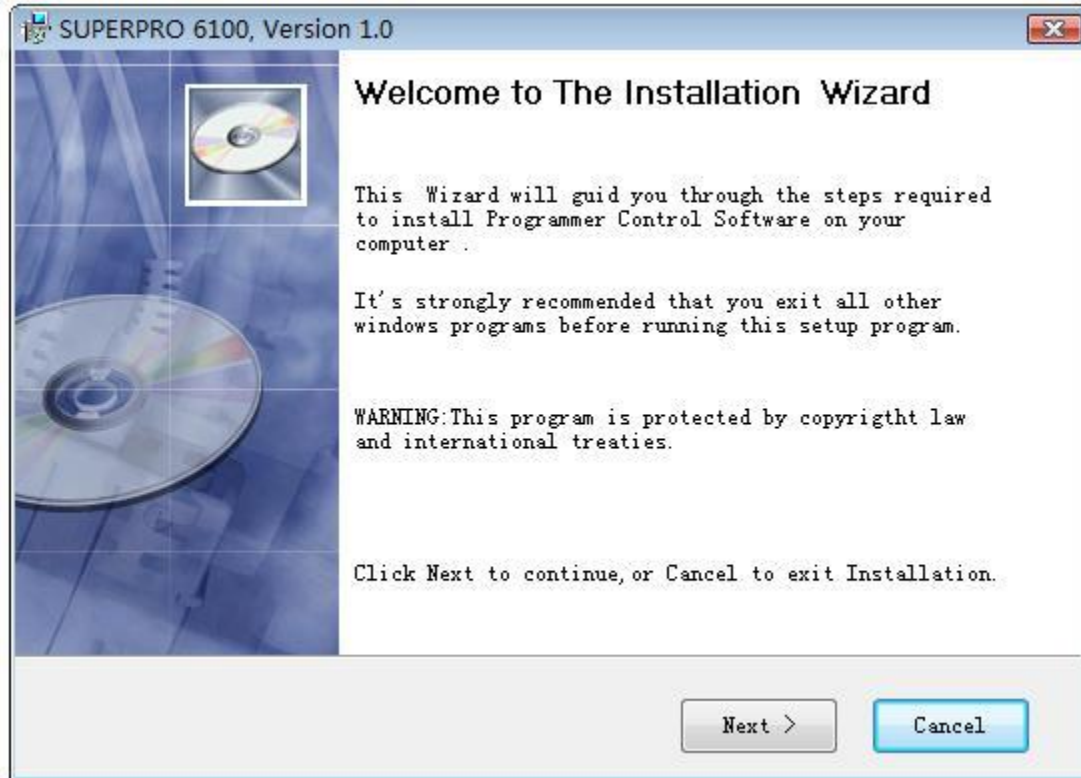 SUPERPRO 6100, Version 1.0
Welcome to The Installation  Wizard
This  Wizard will guid you through the steps required
to install Programmer Control Software on your
computer .
It's strongly recommended that you exit all other
windows programs before running this setup program.
WARNING:This program is protected by copyrigtht law
and international treaties.
Click Next to continue,or Cancel to exit Installation.
Next >
Cancel